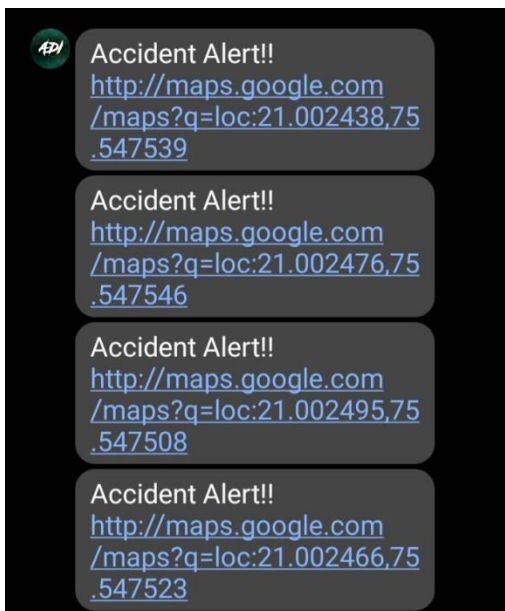 ADI
Accident Alert!!
http://maps.google.com
/maps?q=loc:21.002438,75
.547539
Accident Alert!!
http://maps.google.com
/maps?q=loc:21.002476,75
.547546
Accident Alert!!
http://maps.google.com
/maps?q=loc:21.002495,75
.547508
Accident Alert!!
http://maps.google.com
/maps?q=loc:21.002466,75
.547523